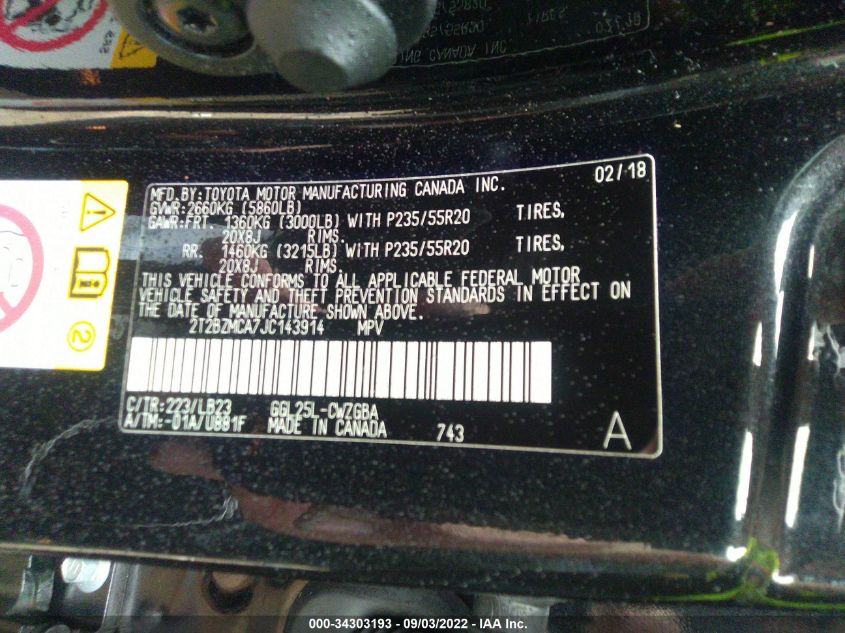 02/18
MFD.BY:TOYOTA MOTOR MANUFACTURING CANADA INC.
GVWR:2660KG (5860LB)
GAWR:FRT. 1360KG (3000LB) WITH P235/55R20 TIRES,
20X8J RIMS.
RR. 1460KG (3215LB) WITH P235/55R20 TIRES,
20X8J RIMS.
THIS VEHICLE CONFORMS TO ALL APPLICABLE FEDERAL MOTOR
VEHICLE SAFETY AND THEFT PREVENTION STANDARDS IN EFFECT ON
THE DATE OF MANUFACTURE SHOWN ABOVE.
2T2BZMCA7JC143914 MPV
C/TR:223/LB23 GGL25L-CWZGBA
A/TM:-01A/U881F MADE IN CANADA 743 A
2
000-34303193 - 09/03/2022 - IAA Inc.